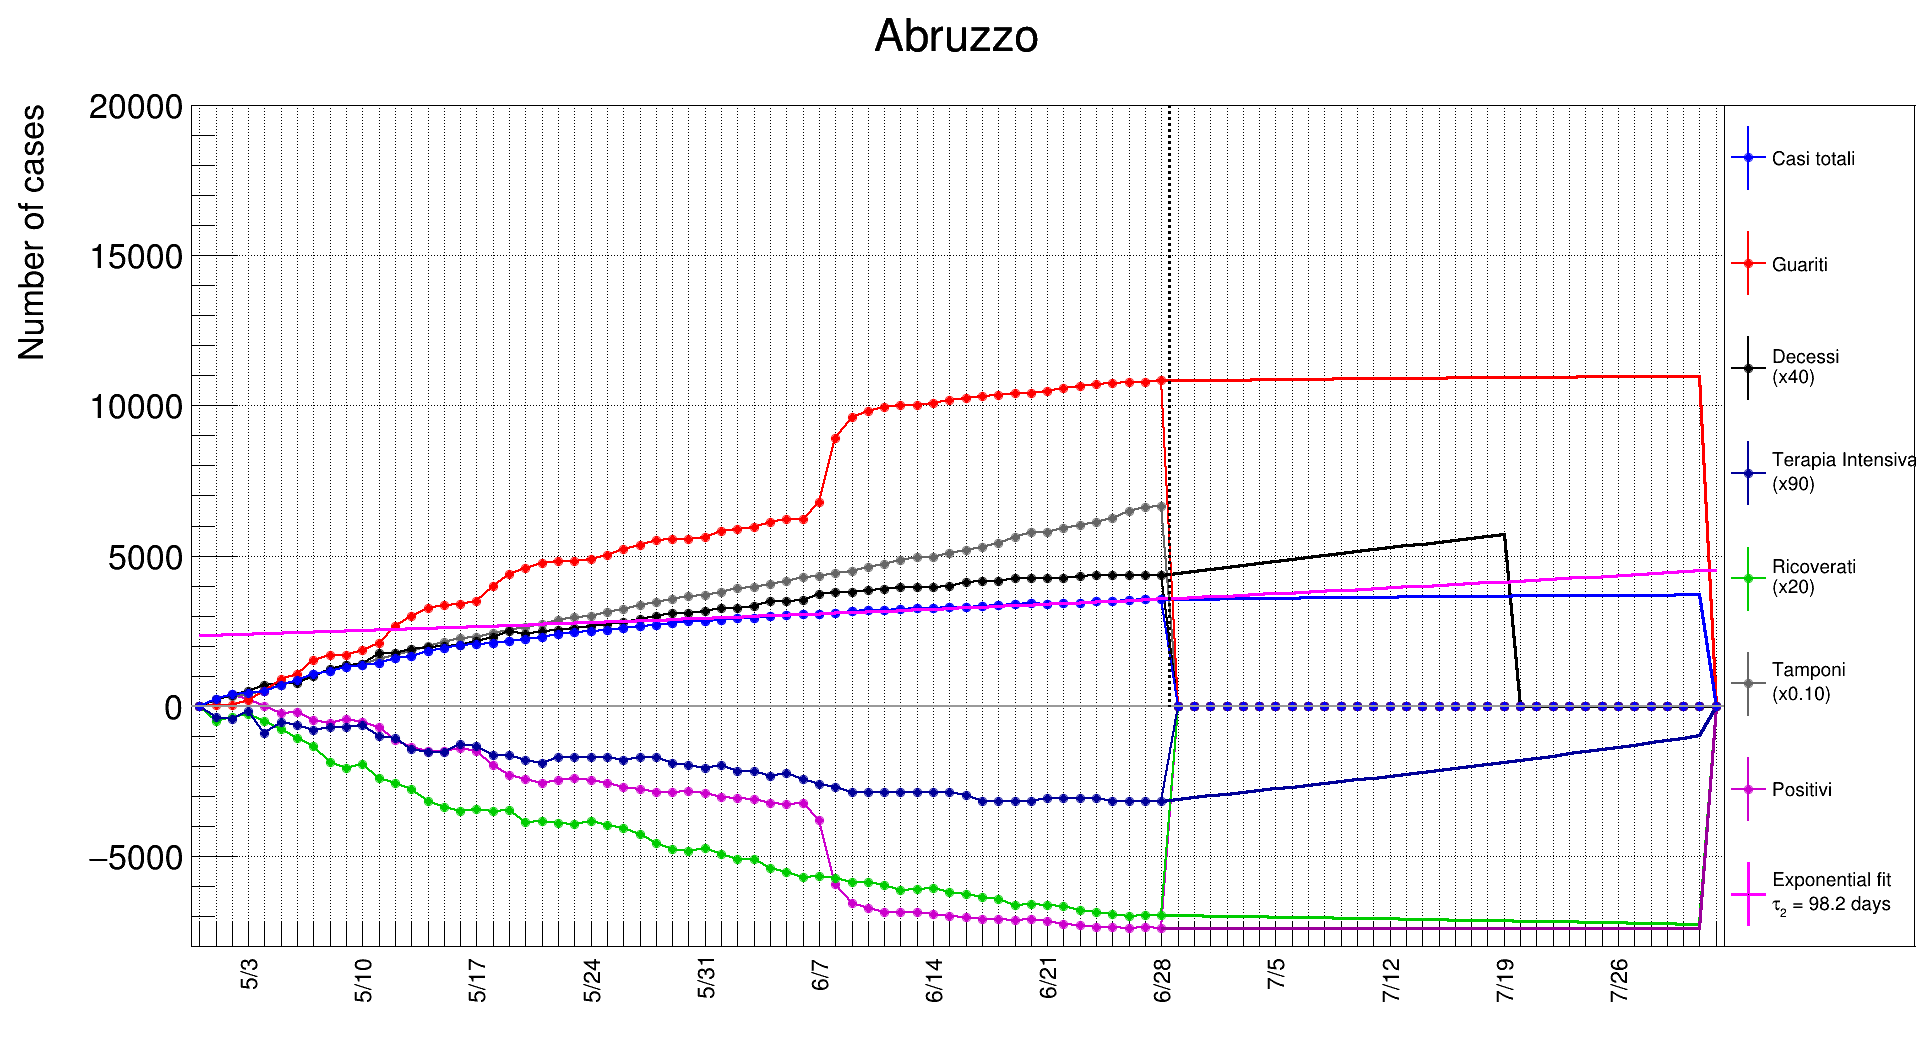 Abruzzo
Number of cases
20000
15000
10000
5000
0
−5000
5/3
5/10
5/17
5/24
5/31
6/7
6/14
6/21
6/28
7/5
7/12
7/19
7/26
Casi totali
Guariti
Decessi
(x40)
Terapia Intensiva
(x90)
Ricoverati
(x20)
Tamponi
(x0.10)
Positivi
Exponential fit
τ₂ = 98.2 days